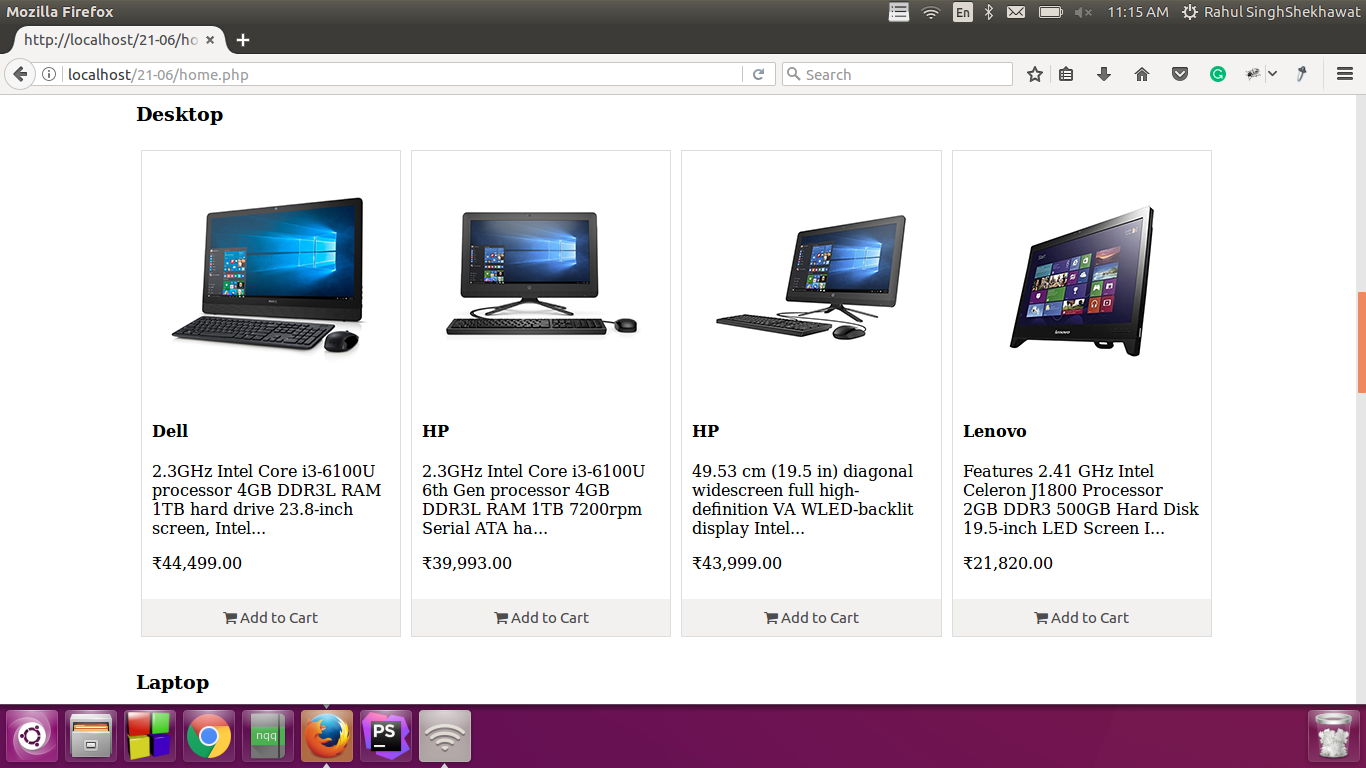 Mozilla Firefox
En
11:15 AM
Rahul SinghShekhawat
http://localhost/21-06/ho
localhost/21-06/home.php
Search
Desktop
Dell
2.3GHz Intel Core i3-6100U
processor 4GB DDR3L RAM
1TB hard drive 23.8-inch
screen, Intel...
₹44,499.00
Add to Cart
HP
2.3GHz Intel Core i3-6100U
6th Gen processor 4GB
DDR3L RAM 1TB 7200rpm
Serial ATA ha...
₹39,993.00
Add to Cart
HP
49.53 cm (19.5 in) diagonal
widescreen full high-
definition VA WLED-backlit
display Intel...
₹43,999.00
Add to Cart
Lenovo
Features 2.41 GHz Intel
Celeron J1800 Processor
2GB DDR3 500GB Hard Disk
19.5-inch LED Screen I...
₹21,820.00
Add to Cart
Laptop
nqq
PS